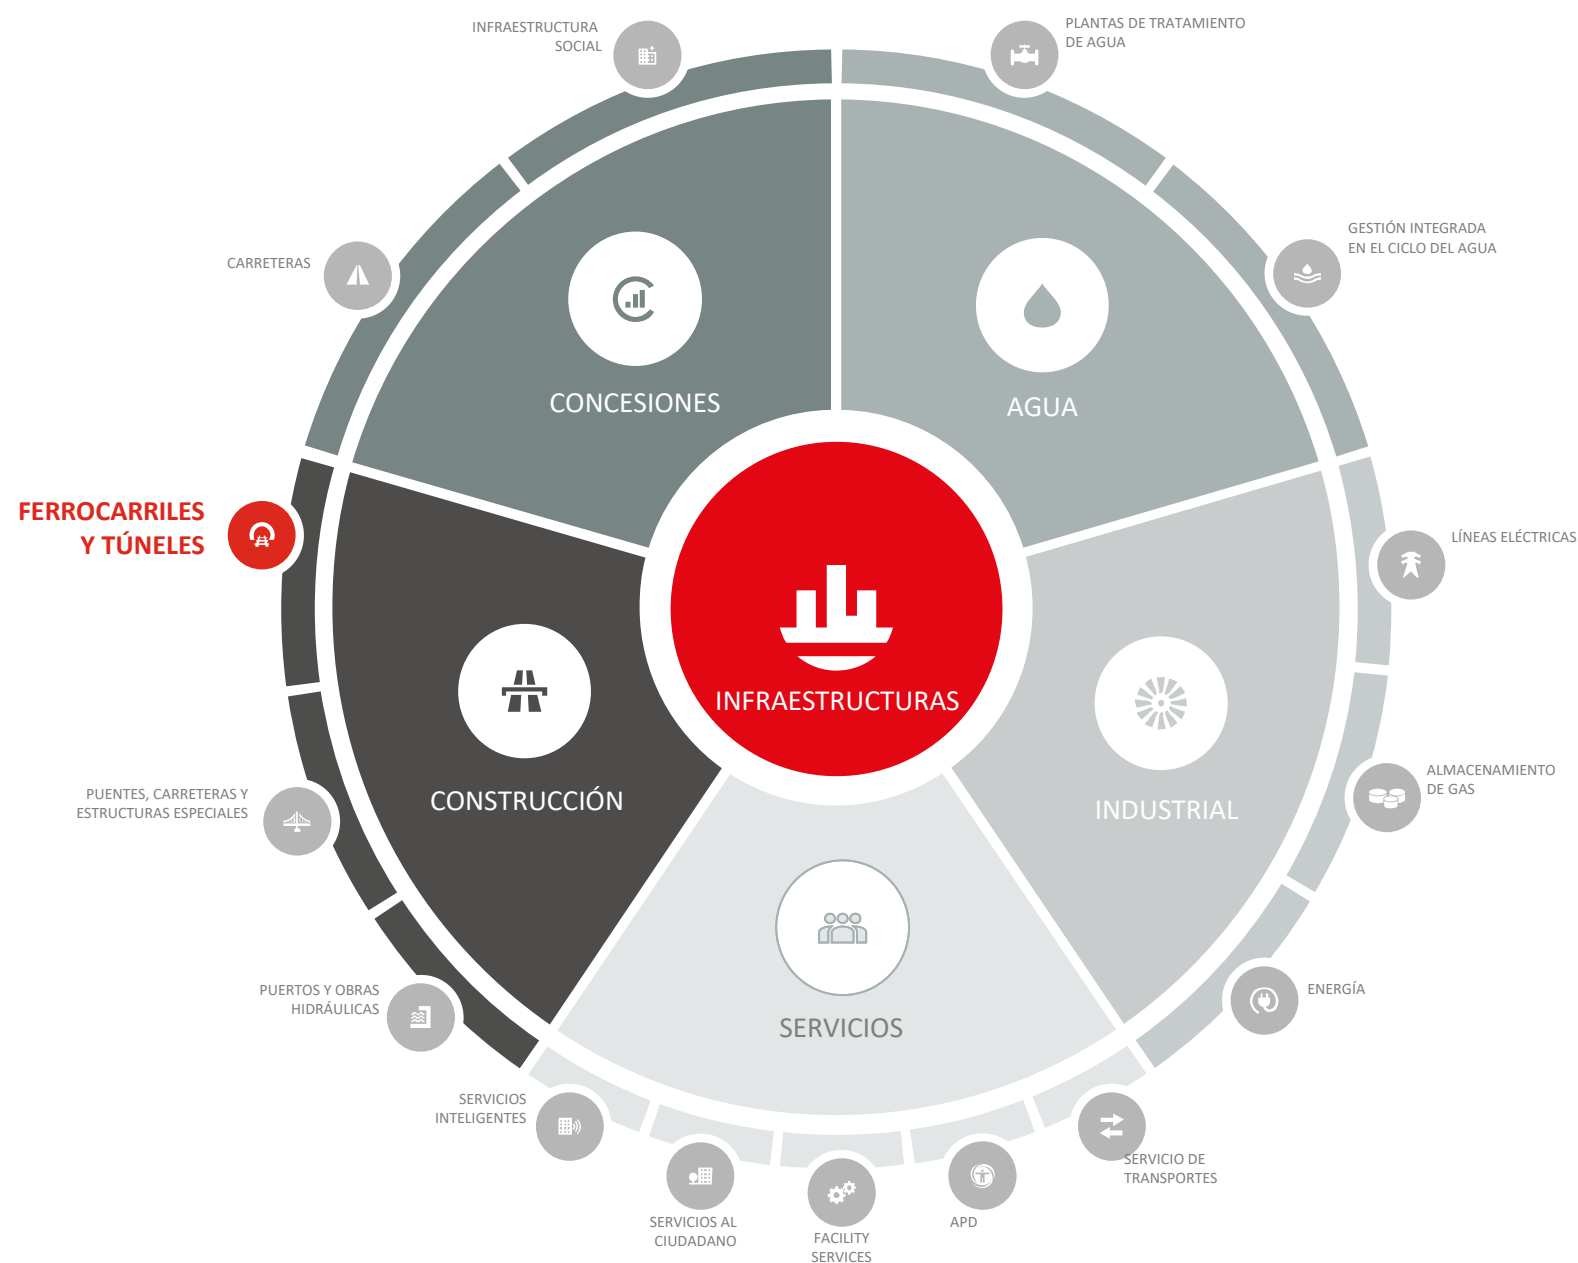 INFRAESTRUCTURA
SOCIAL
PLANTAS DE TRATAMIENTO
DE AGUA
CARRETERAS
GESTIÓN INTEGRADA
EN EL CICLO DEL AGUA
CONCESIONES
AGUA
FERROCARRILES
Y TÚNELES
LÍNEAS ELÉCTRICAS
INFRAESTRUCTURAS
PUENTES, CARRETERAS Y
ESTRUCTURAS ESPECIALES
CONSTRUCCIÓN
INDUSTRIAL
ALMACENAMIENTO
DE GAS
PUERTOS Y OBRAS
HIDRÁULICAS
SERVICIOS
ENERGÍA
SERVICIOS
INTELIGENTES
SERVICIOS AL
CIUDADANO
FACILITY
SERVICES
APD
SERVICIO DE
TRANSPORTES